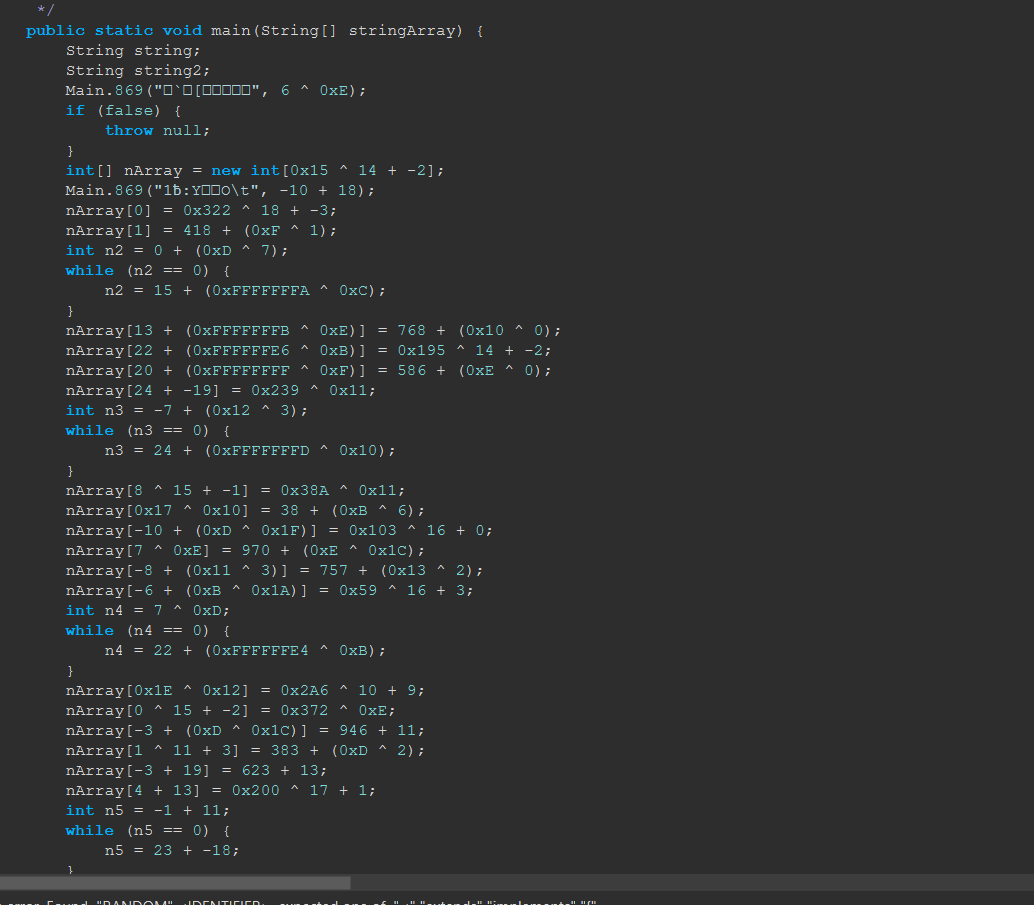 */
public static void main(String[] stringArray) {
String string;
String string2;
Main.869("□`□[□□□□□", 6 ^ 0xE);
if (false) {
throw null;
}
int[] nArray = new int[0x15 ^ 14 + -2];
Main.869("1ƀ:Y□□O\t", -10 + 18);
nArray[0] = 0x322 ^ 18 + -3;
nArray[1] = 418 + (0xF ^ 1);
int n2 = 0 + (0xD ^ 7);
while (n2 == 0) {
n2 = 15 + (0xFFFFFFFA ^ 0xC);
}
nArray[13 + (0xFFFFFFFB ^ 0xE)] = 768 + (0x10 ^ 0);
nArray[22 + (0xFFFFFFE6 ^ 0xB)] = 0x195 ^ 14 + -2;
nArray[20 + (0xFFFFFFFF ^ 0xF)] = 586 + (0xE ^ 0);
nArray[24 + -19] = 0x239 ^ 0x11;
int n3 = -7 + (0x12 ^ 3);
while (n3 == 0) {
n3 = 24 + (0xFFFFFFFD ^ 0x10);
}
nArray[8 ^ 15 + -1] = 0x38A ^ 0x11;
nArray[0x17 ^ 0x10] = 38 + (0xB ^ 6);
nArray[-10 + (0xD ^ 0x1F)] = 0x103 ^ 16 + 0;
nArray[7 ^ 0xE] = 970 + (0xE ^ 0x1C);
nArray[-8 + (0x11 ^ 3)] = 757 + (0x13 ^ 2);
nArray[-6 + (0xB ^ 0x1A)] = 0x59 ^ 16 + 3;
int n4 = 7 ^ 0xD;
while (n4 == 0) {
n4 = 22 + (0xFFFFFFE4 ^ 0xB);
}
nArray[0x1E ^ 0x12] = 0x2A6 ^ 10 + 9;
nArray[0 ^ 15 + -2] = 0x372 ^ 0xE;
nArray[-3 + (0xD ^ 0x1C)] = 946 + 11;
nArray[1 ^ 11 + 3] = 383 + (0xD ^ 2);
nArray[-3 + 19] = 623 + 13;
nArray[4 + 13] = 0x200 ^ 17 + 1;
int n5 = -1 + 11;
while (n5 == 0) {
n5 = 23 + -18;
}